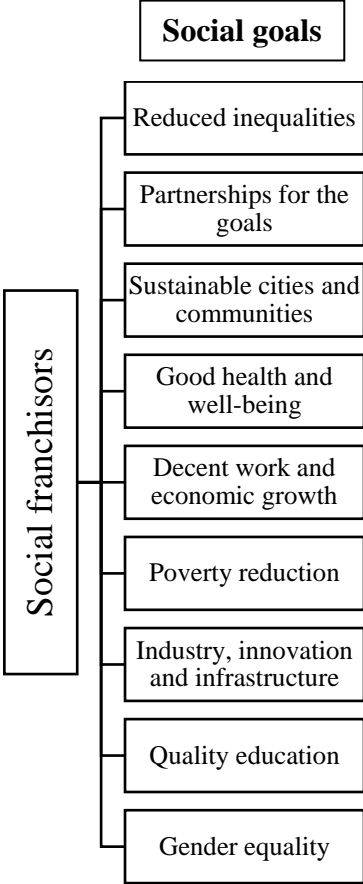 Social goals
Reduced inequalities
Partnerships for the
goals
Sustainable cities and
communities
Good health and
well-being
Social franchisors
Decent work and
economic growth
Poverty reduction
Industry, innovation
and infrastructure
Quality education
Gender equality